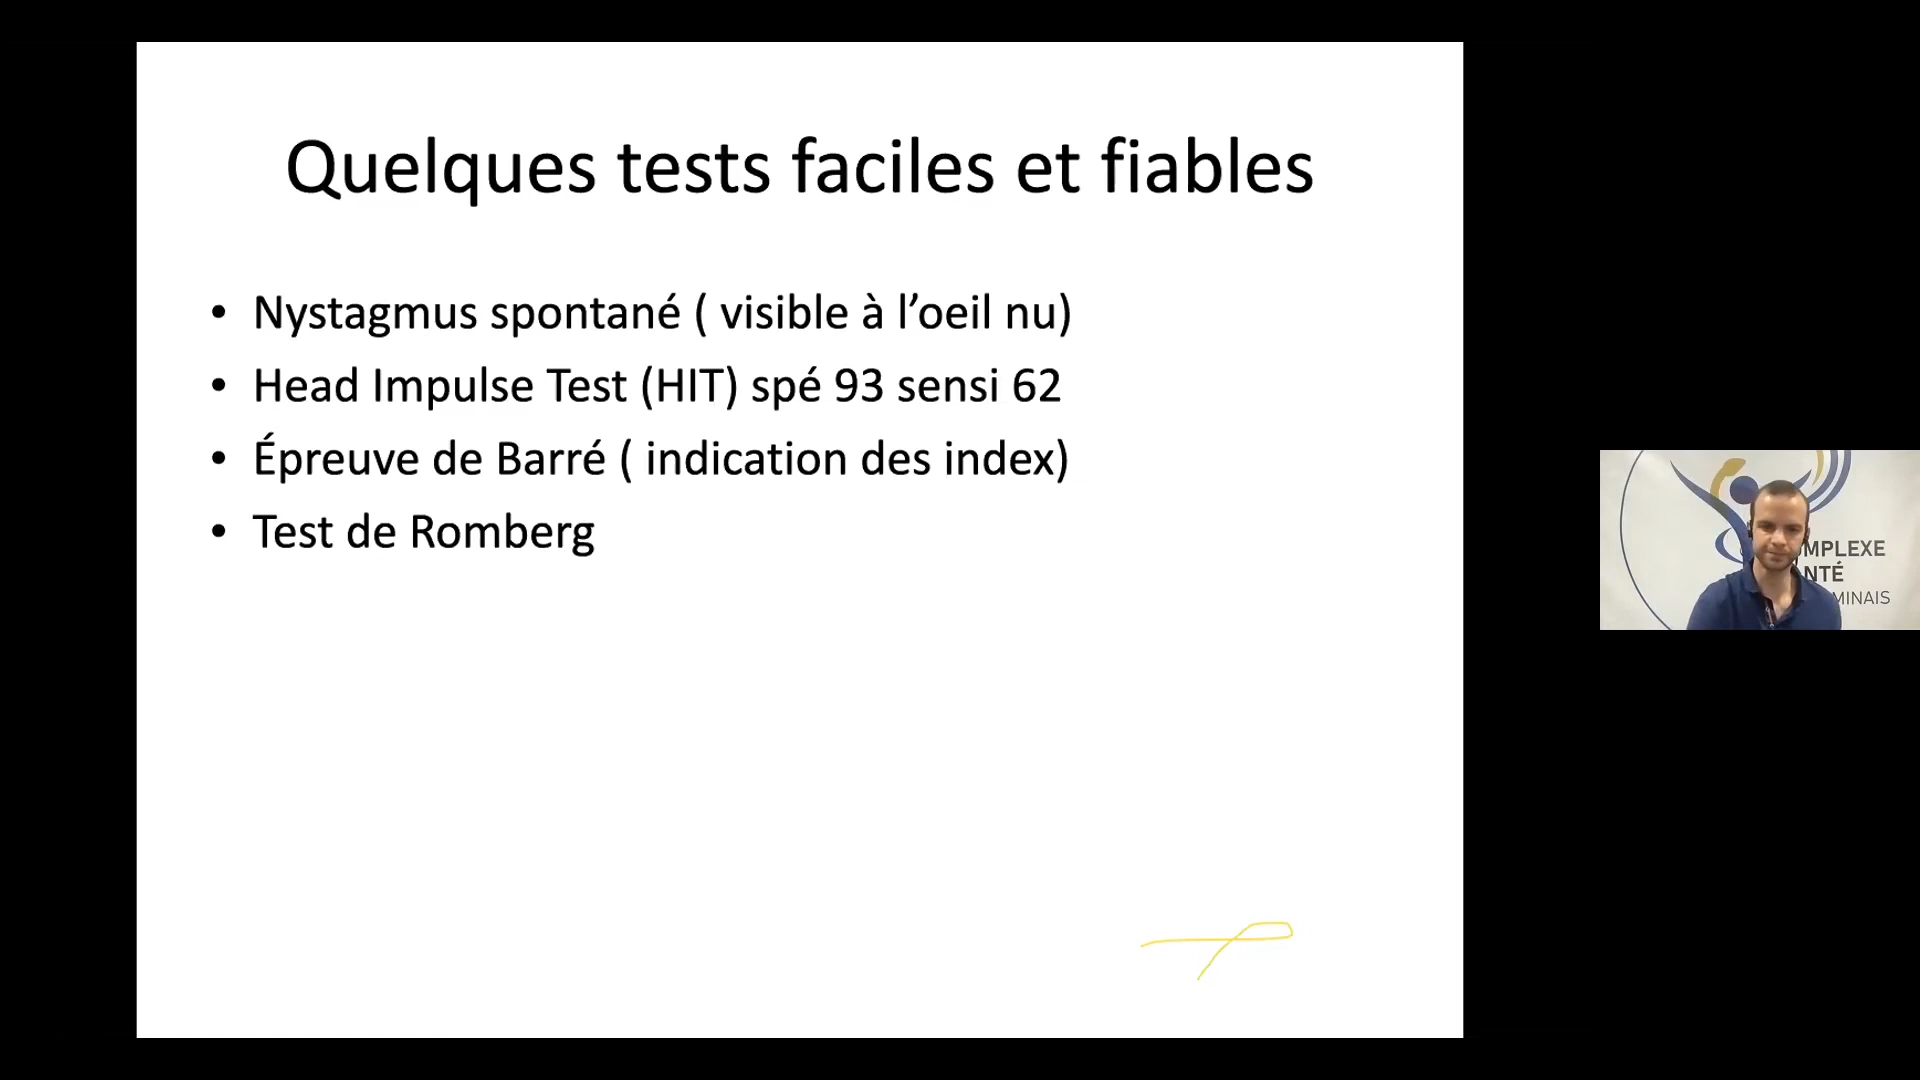 Quelques tests faciles et fiables
• Nystagmus spontané ( visible à l’oeil nu)
• Head Impulse Test (HIT) spé 93 sensi 62
• Épreuve de Barré ( indication des index)
• Test de Romberg
MPLEXE
NTÉ
MINAIS